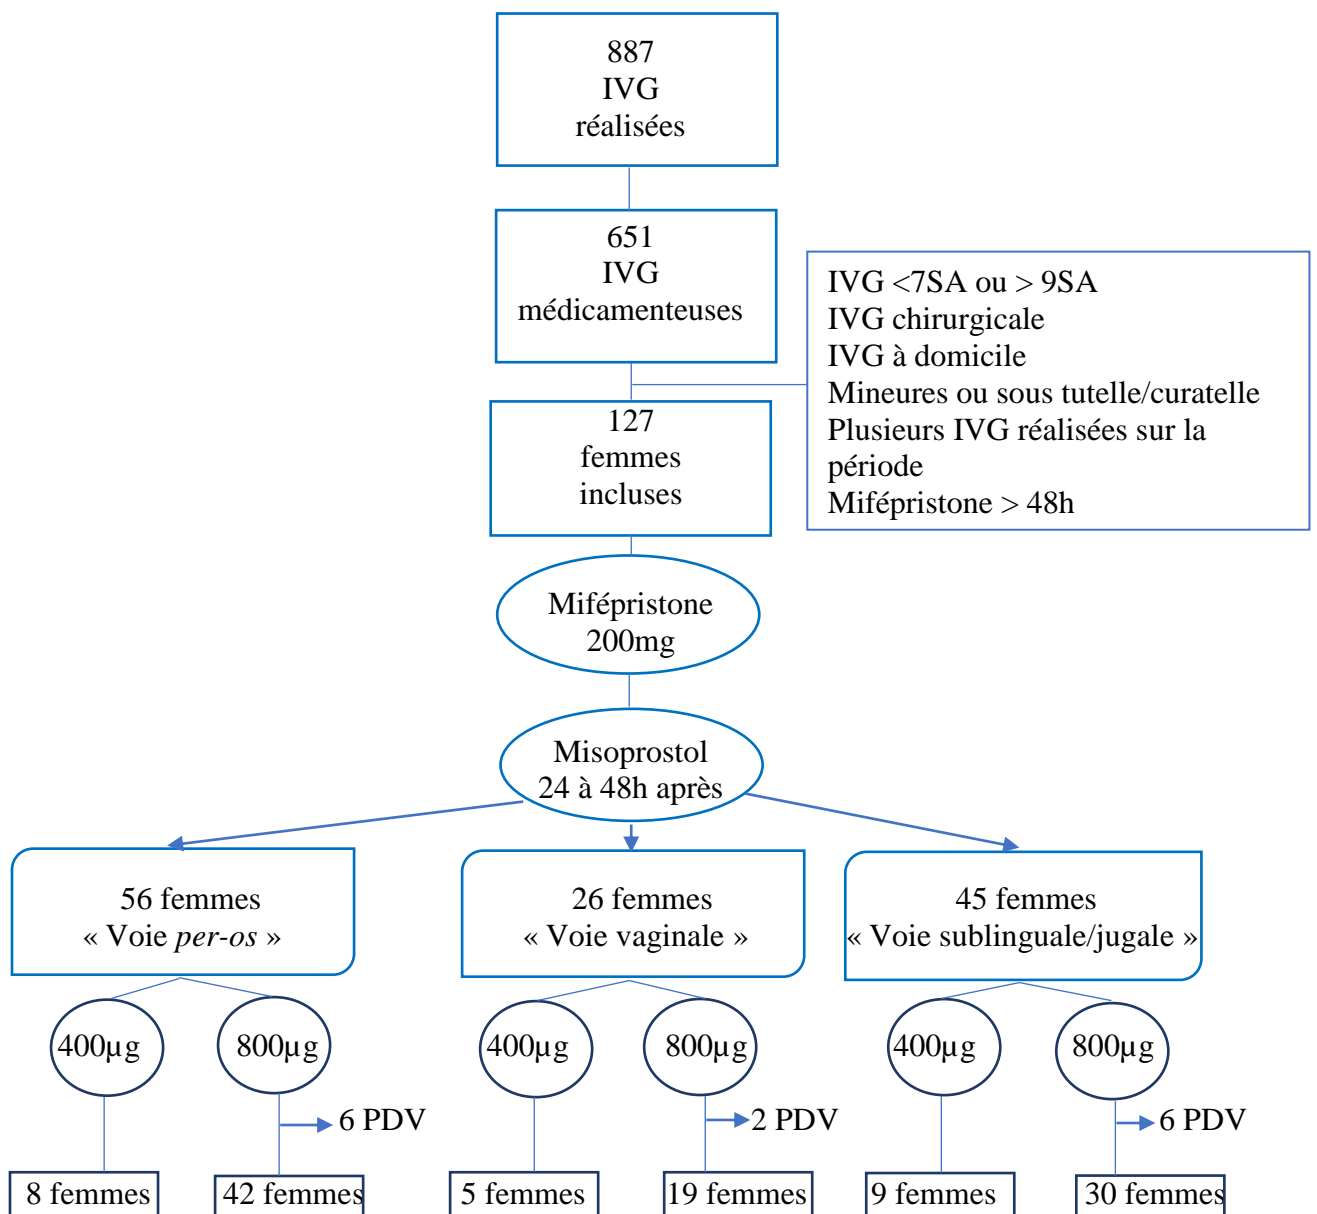 887
IVG
réalisées
651
IVG
médicamenteuses
IVG <7SA ou > 9SA
IVG chirurgicale
IVG à domicile
Mineures ou sous tutelle/curatelle
Plusieurs IVG réalisées sur la
période
Mifépristone > 48h
127
femmes
incluses
Mifépristone
200mg
Misoprostol
24 à 48h après
56 femmes
« Voie per-os »
26 femmes
« Voie vaginale »
45 femmes
« Voie sublinguale/jugale »
400µg
800µg
400µg
800µg
400µg
800µg
6 PDV
2 PDV
6 PDV
8 femmes
42 femmes
5 femmes
19 femmes
9 femmes
30 femmes